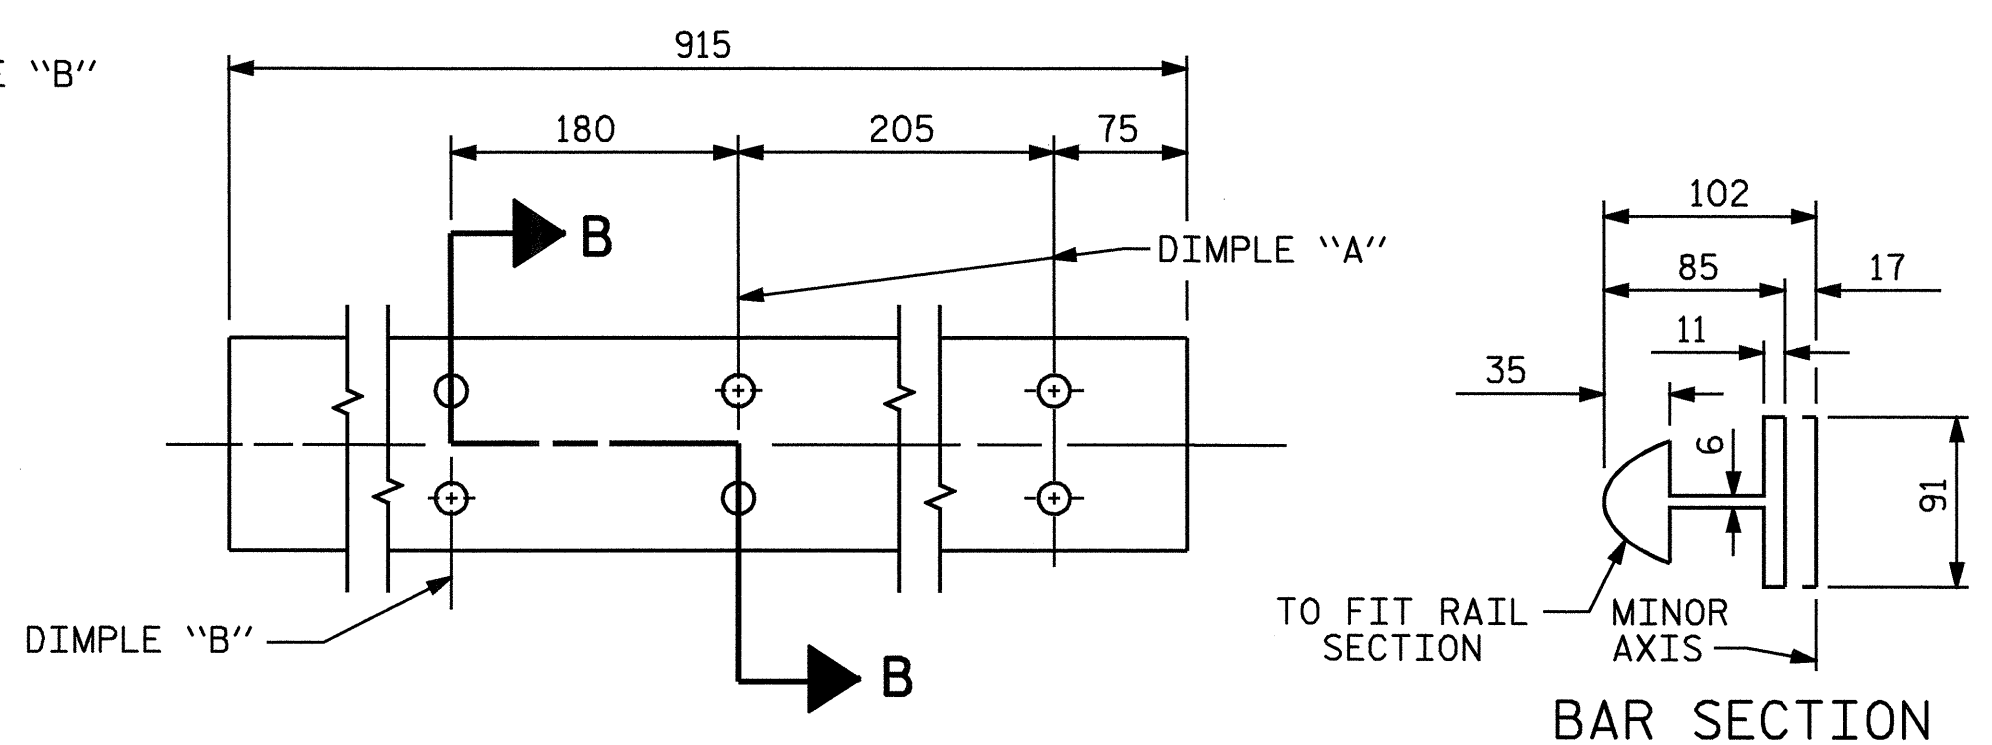 E "B"
915
180
205
75
B
DIMPLE "A"
DIMPLE "B"
B
102
85
17
11
35
6
91
TO FIT RAIL
SECTION
MINOR
AXIS
BAR SECTION